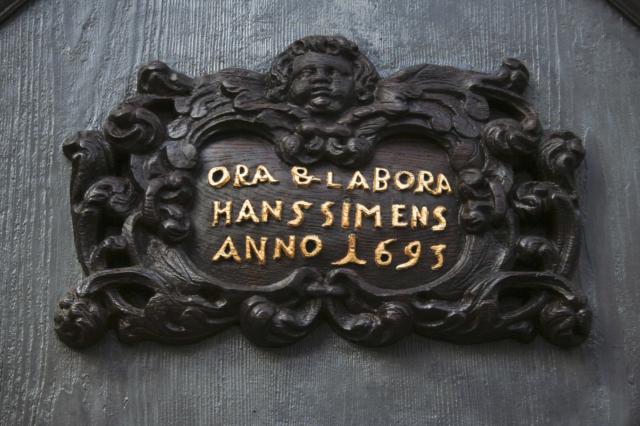 ORA & LABORA
HANS SIMENS
ANNO 1693